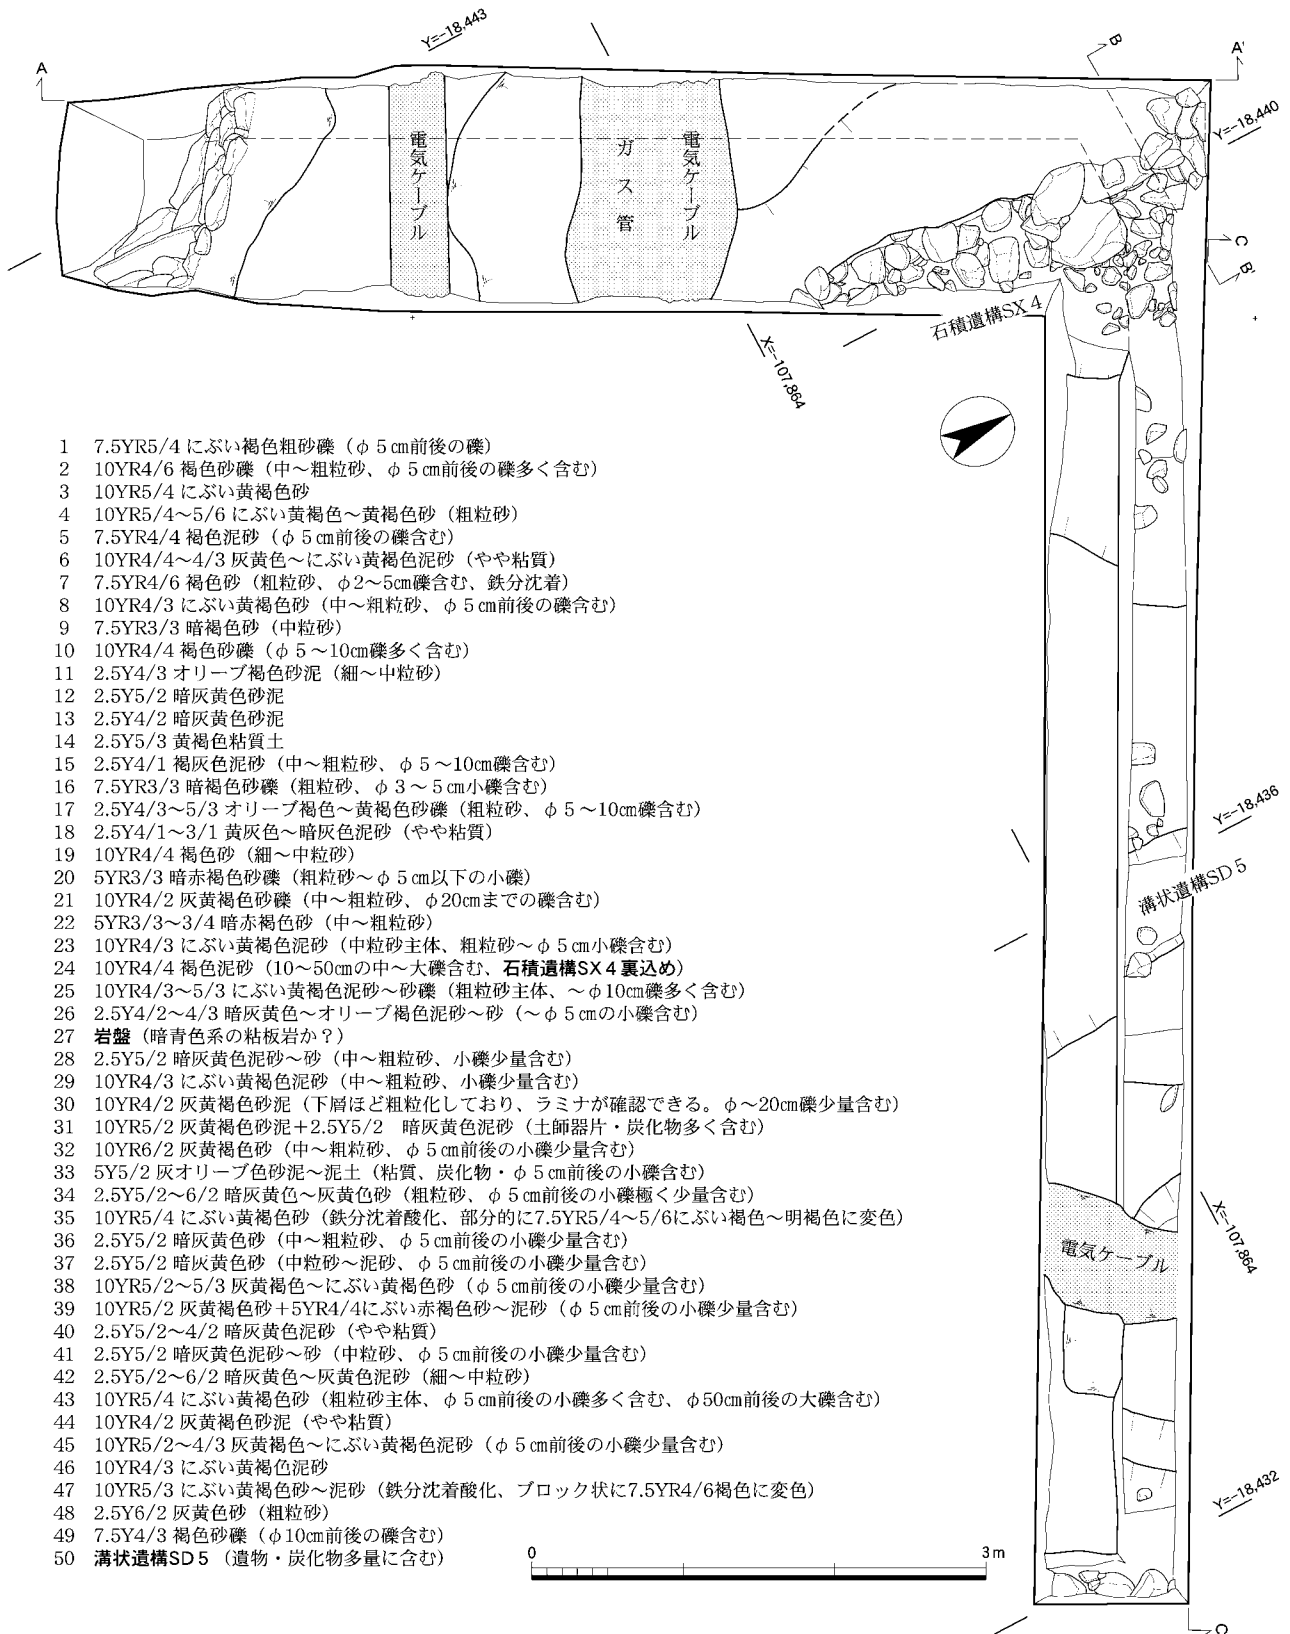 Y=-18,443
A
A'
B
Y=-18,440
電気ケーブル
ガス管
電気ケーブル
C
B'
石積遺構SX４
X=-107,864
1 7.5YR5/4 にぶい褐色粗砂礫（φ５㎝前後の礫）
2 10YR4/6 褐色砂礫（中～粗粒砂、φ５㎝前後の礫多く含む）
3 10YR5/4 にぶい黄褐色砂
4 10YR5/4～5/6 にぶい黄褐色～黄褐色砂（粗粒砂）
5 7.5YR4/4 褐色泥砂（φ５㎝前後の礫含む）
6 10YR4/4～4/3 灰黄色～にぶい黄褐色泥砂（やや粘質）
7 7.5YR4/6 褐色砂（粗粒砂、φ2～5cm礫含む、鉄分沈着）
8 10YR4/3 にぶい黄褐色砂（中～粗粒砂、φ５㎝前後の礫含む）
9 7.5YR3/3 暗褐色砂（中粒砂）
10 10YR4/4 褐色砂礫（φ５～10cm礫多く含む）
11 2.5Y4/3 オリーブ褐色砂泥（細～中粒砂）
12 2.5Y5/2 暗灰黄色砂泥
13 2.5Y4/2 暗灰黄色砂泥
14 2.5Y5/3 黄褐色粘質土
15 2.5Y4/1 褐灰色泥砂（中～粗粒砂、φ５～10cm礫含む）
16 7.5YR3/3 暗褐色砂礫（粗粒砂、φ３～５㎝小礫含む）
17 2.5Y4/3～5/3 オリーブ褐色～黄褐色砂礫（粗粒砂、φ５～10cm礫含む）
18 2.5Y4/1～3/1 黄灰色～暗灰色泥砂（やや粘質）
19 10YR4/4 褐色砂（細～中粒砂）
20 5YR3/3 暗赤褐色砂礫（粗粒砂～φ５㎝以下の小礫）
21 10YR4/2 灰黄褐色砂礫（中～粗粒砂、φ20cmまでの礫含む）
22 5YR3/3～3/4 暗赤褐色砂（中～粗粒砂）
23 10YR4/3 にぶい黄褐色泥砂（中粒砂主体、粗粒砂～φ５㎝小礫含む）
24 10YR4/4 褐色泥砂（10～50cmの中～大礫含む、石積遺構SX４裏込め）
25 10YR4/3～5/3 にぶい黄褐色泥砂～砂礫（粗粒砂主体、～φ10cm礫多く含む）
26 2.5Y4/2～4/3 暗灰黄色～オリーブ褐色泥砂～砂（～φ５㎝の小礫含む）
27 岩盤（暗青色系の粘板岩か？）
28 2.5Y5/2 暗灰黄色泥砂～砂（中～粗粒砂、小礫少量含む）
29 10YR4/3 にぶい黄褐色泥砂（中～粗粒砂、小礫少量含む）
30 10YR4/2 灰黄褐色砂泥（下層ほど粗粒化しており、ラミナが確認できる。φ～20cm礫少量含む）
31 10YR5/2 灰黄褐色砂泥＋2.5Y5/2　暗灰黄色泥砂（土師器片・炭化物多く含む）
32 10YR6/2 灰黄褐色砂（中～粗粒砂、φ５㎝前後の小礫少量含む）
33 5Y5/2 灰オリーブ色砂泥～泥土（粘質、炭化物・φ５㎝前後の小礫含む）
34 2.5Y5/2～6/2 暗灰黄色～灰黄色砂（粗粒砂、φ５㎝前後の小礫極く少量含む）
35 10YR5/4 にぶい黄褐色砂（鉄分沈着酸化、部分的に7.5YR5/4～5/6にぶい褐色～明褐色に変色）
36 2.5Y5/2 暗灰黄色砂（中～粗粒砂、φ５㎝前後の小礫少量含む）
37 2.5Y5/2 暗灰黄色砂（中粒砂～泥砂、φ５㎝前後の小礫少量含む）
38 10YR5/2～5/3 灰黄褐色～にぶい黄褐色砂（φ５㎝前後の小礫少量含む）
39 10YR5/2 灰黄褐色砂＋5YR4/4にぶい赤褐色砂～泥砂（φ５㎝前後の小礫少量含む）
40 2.5Y5/2～4/2 暗灰黄色泥砂（やや粘質）
41 2.5Y5/2 暗灰黄色泥砂～砂（中粒砂、φ５㎝前後の小礫少量含む）
42 2.5Y5/2～6/2 暗灰黄色～灰黄色泥砂（細～中粒砂）
43 10YR5/4 にぶい黄褐色砂（粗粒砂主体、φ５㎝前後の小礫多く含む、φ50cm前後の大礫含む）
44 10YR4/2 灰黄褐色砂泥（やや粘質）
45 10YR5/2～4/3 灰黄褐色～にぶい黄褐色泥砂（φ５㎝前後の小礫少量含む）
46 10YR4/3 にぶい黄褐色泥砂
47 10YR5/3 にぶい黄褐色砂～泥砂（鉄分沈着酸化、ブロック状に7.5YR4/6褐色に変色）
48 2.5Y6/2 灰黄色砂（粗粒砂）
49 7.5Y4/3 褐色砂礫（φ10cm前後の礫含む）
50 溝状遺構SD５（遺物・炭化物多量に含む）
Y=-18,436
溝状遺構SD５
X=-107,864
電気ケーブル
Y=-18,432
0
3m
C'